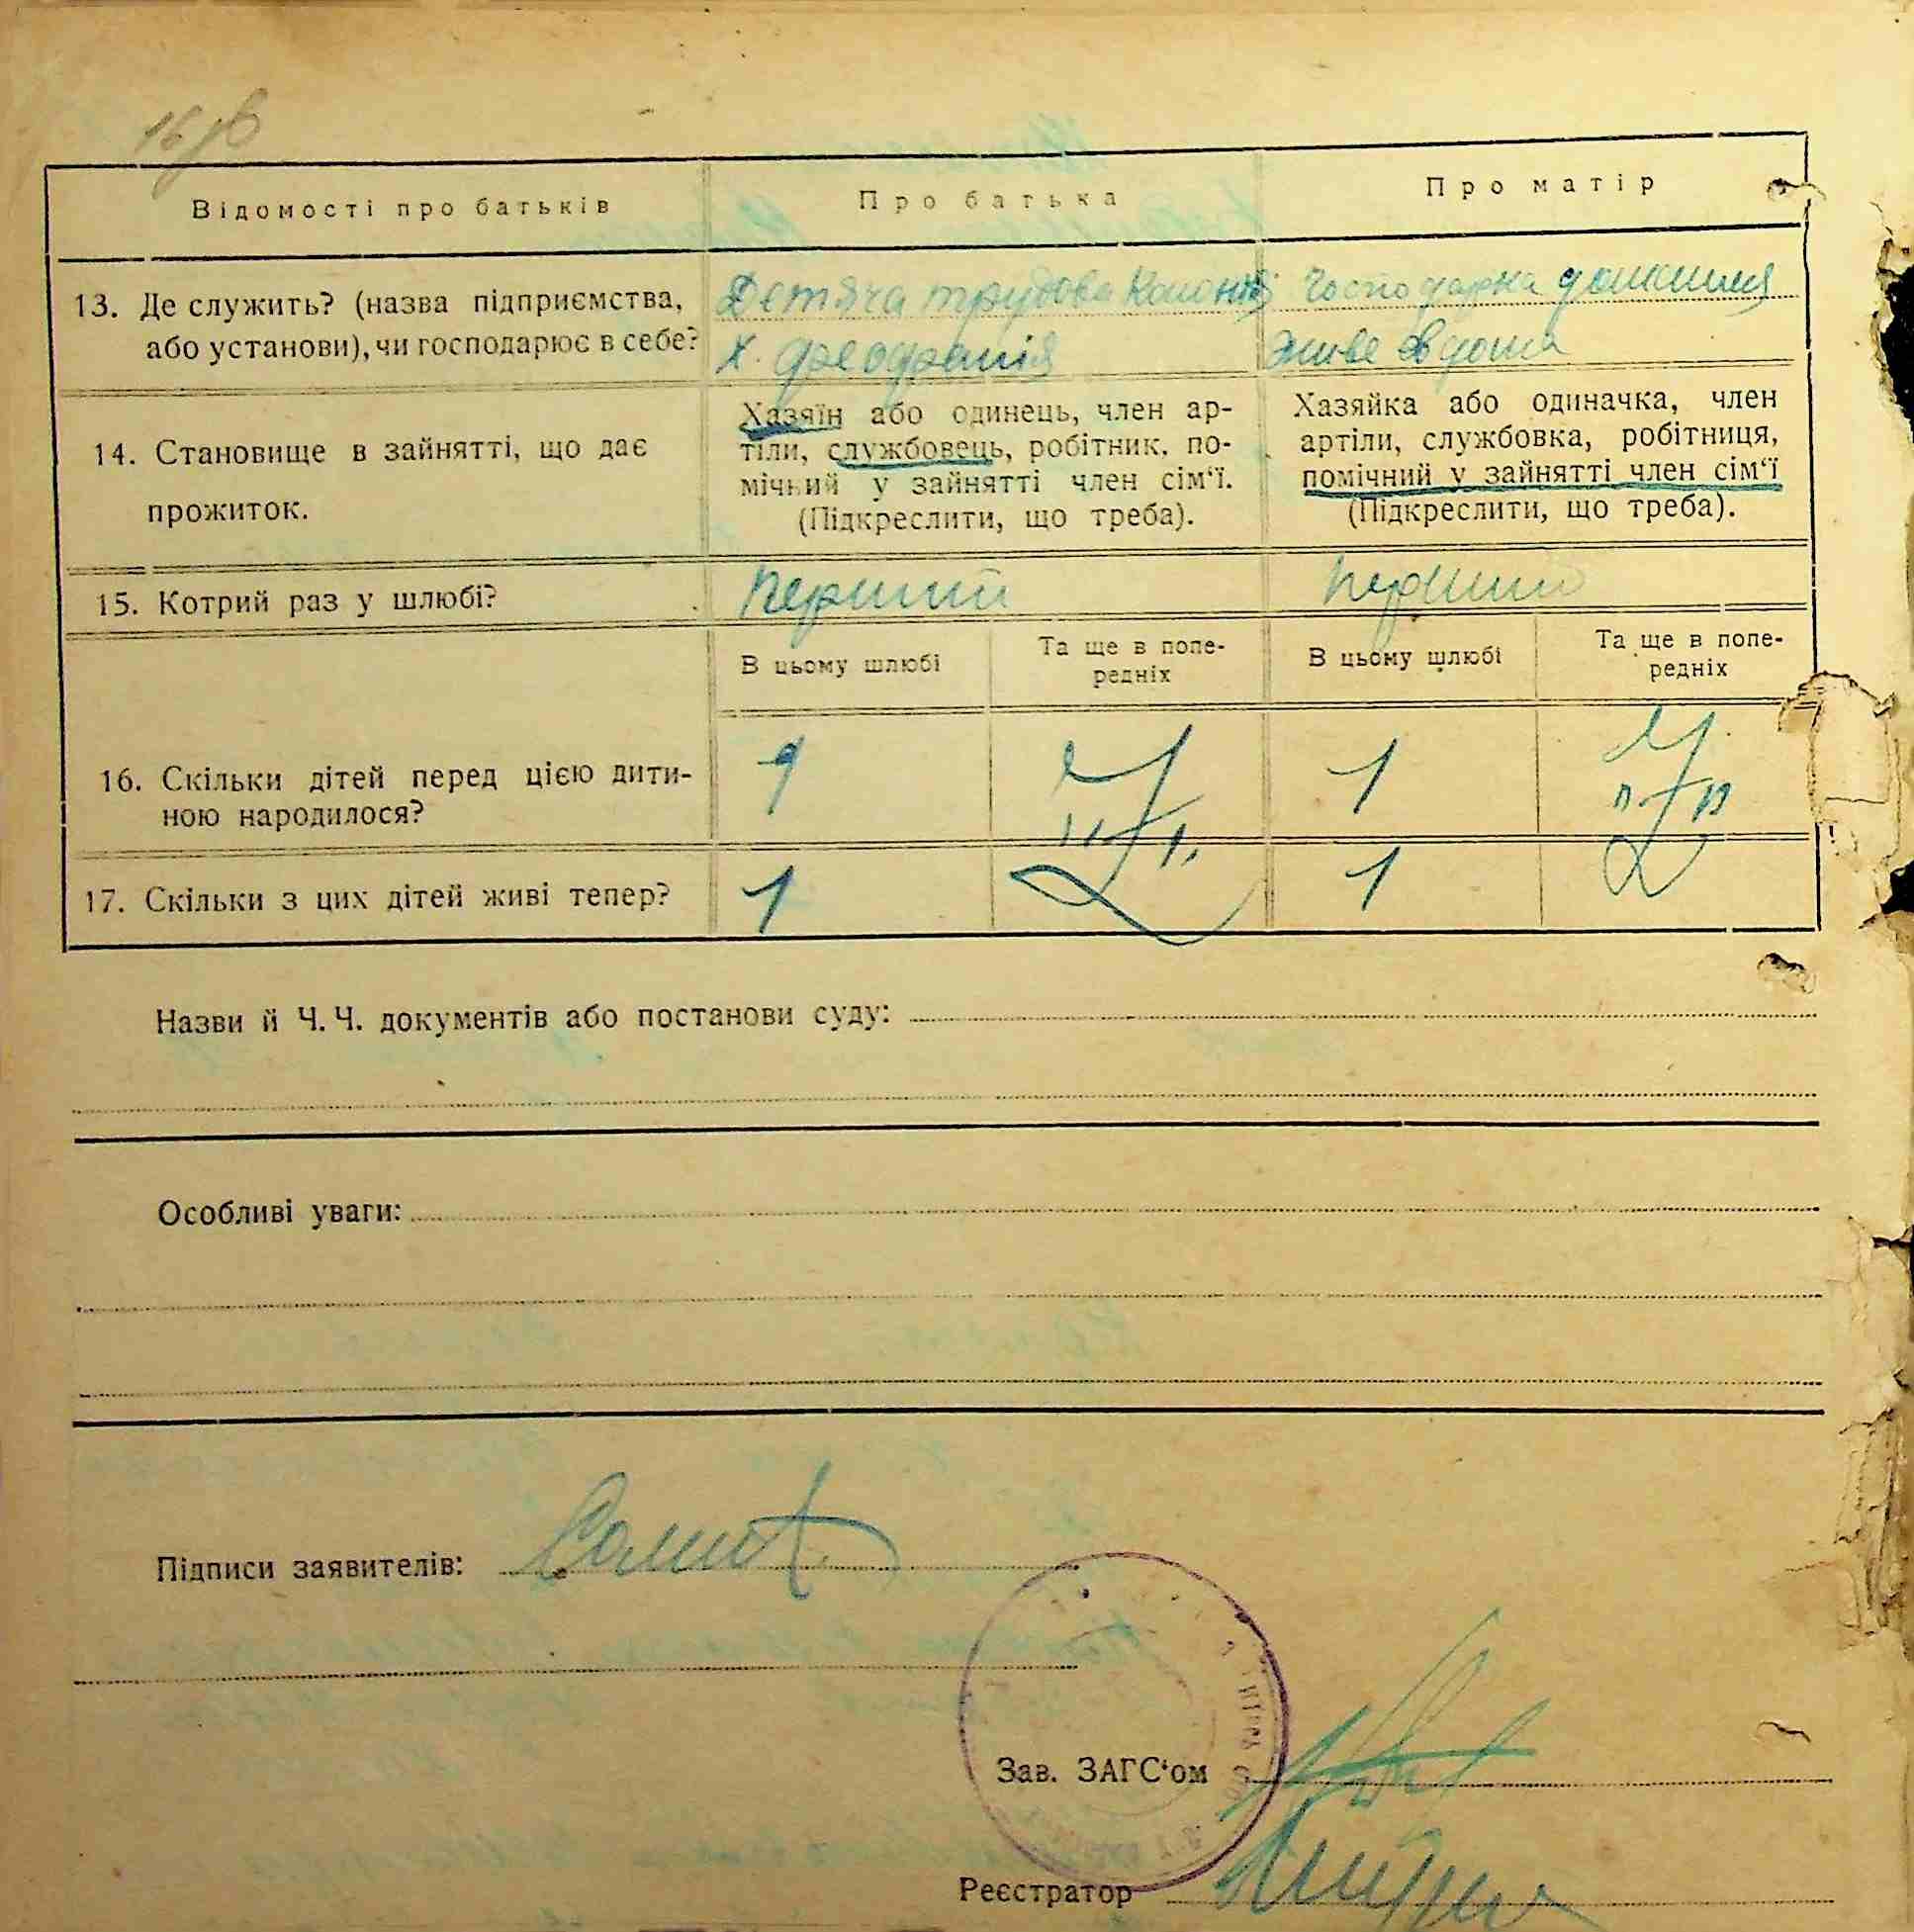 Відомості про батьків
Про батька
Про матір
13. Де служить? (назва підприємства, або установи), чи господарює в себе?
Детяча трудова Колонія
Х.
Господарка домашня
живе вдома
14. Становище в зайнятті, що дає прожиток.
Хазяїн або одинець, член ар-
тіли, службовець, робітник, по-
мічний у зайнятті член сім‘ї.
(Підкреслити, що треба).
Хазяйка або одиначка, член
артіли, службовка, робітниця,
помічний у зайнятті член сім‘ї
(Підкреслити, що треба).
15. Котрий раз у шлюбі?
перший
перший
В цьому шлюбі
Та ще в попе-
редніх
В цьому шлюбі
Та ще в попе-
редніх
16. Скільки дітей перед цією дити-
ною народилося?
1
1
17. Скільки з цих дітей живі тепер?
1
1
Назви й Ч. Ч. документів або постанови суду:
Особливі уваги:
Підписи заявителів:
Зав. ЗАГС‘ом
Реєстратор